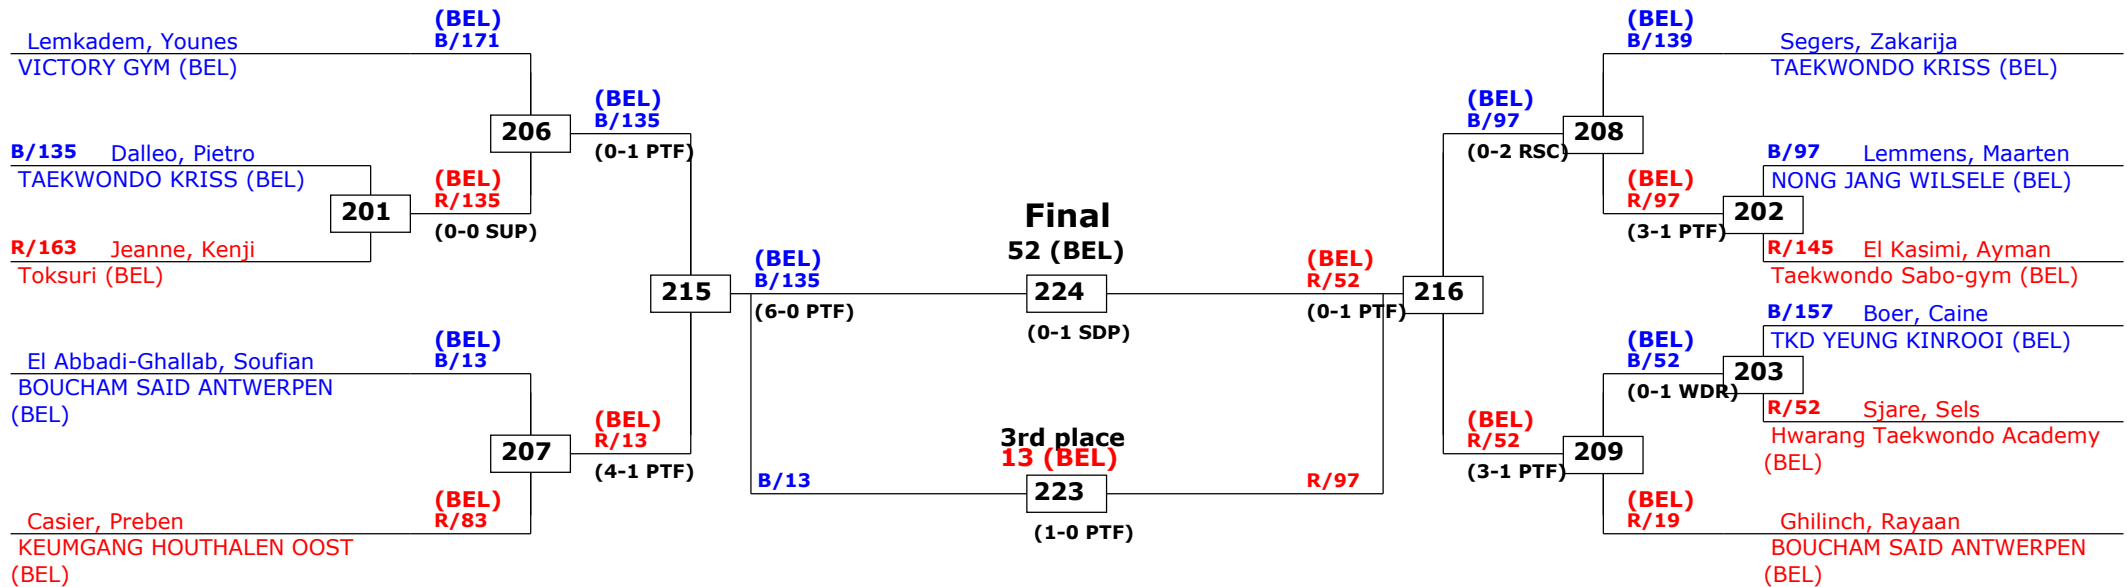 (BEL)
Lemkadem, Younes B/171
VICTORY GYM (BEL)
206
(BEL)
B/135
(0-1 PTF)
B/135 Dalleo, Pietro
TAEKWONDO KRISS (BEL)
201
(BEL)
R/135
(0-0 SUP)
R/163 Jeanne, Kenji
Toksuri (BEL)
215
(BEL)
B/135
(6-0 PTF)
El Abbadi-Ghallab, Soufian
BOUCHAM SAID ANTWERPEN
(BEL)
(BEL)
B/13
207
(BEL)
R/13
(4-1 PTF)
Casier, Preben
KEUMGANG HOUTHALEN OOST
(BEL)
(BEL)
R/83
Final
52 (BEL)
224
(0-1 SDP)
3rd place
13 (BEL)
B/13
223
R/97
(1-0 PTF)
(BEL)
R/52
(0-1 PTF)
216
(BEL)
B/97
(0-2 RSC)
208
(BEL)
B/139
Segers, Zakarija
TAEKWONDO KRISS (BEL)
B/97 Lemmens, Maarten
NONG JANG WILSELE (BEL)
(BEL)
R/97
(3-1 PTF)
202
R/145 El Kasimi, Ayman
Taekwondo Sabo-gym (BEL)
B/157 Boer, Caine
TKD YEUNG KINROOI (BEL)
(BEL)
B/52
(0-1 WDR)
203
R/52 Sjare, Sels
Hwarang Taekwondo Academy
(BEL)
(BEL)
R/52
(3-1 PTF)
209
(BEL)
R/19
Ghilinch, Rayaan
BOUCHAM SAID ANTWERPEN
(BEL)